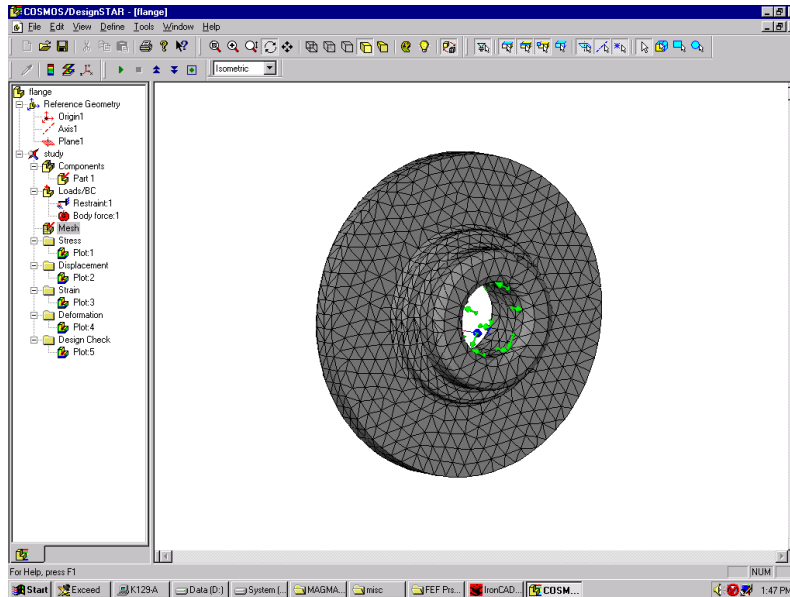 COSMOS/DesignSTAR - [flange]
File Edit View Define Tools Window Help
Isometric
flange
Reference Geometry
Origin1
Axis1
Plane1
study
Components
Part 1
Loads/BC
Restraint:1
Body force:1
Mesh
Stress
Plot:1
Displacement
Plot:2
Strain
Plot:3
Deformation
Plot:4
Design Check
Plot:5
For Help, press F1
NUM
Start Exceed K129-A Data (D:) System (... MAGMA... misc FEF Prs... IronCAD... COSM... 1:47 PM